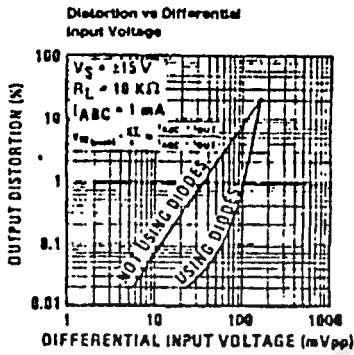 Distortion vs Differential
Input Voltage
OUTPUT DISTORTION (%)
100
10
1
0.1
0.01
VS = ±15V
RL = 10 KΩ
IABC = 1 mA
NOT USING DIODES
USING DIODES
1 10 100 1000
DIFFERENTIAL INPUT VOLTAGE (mVpp)